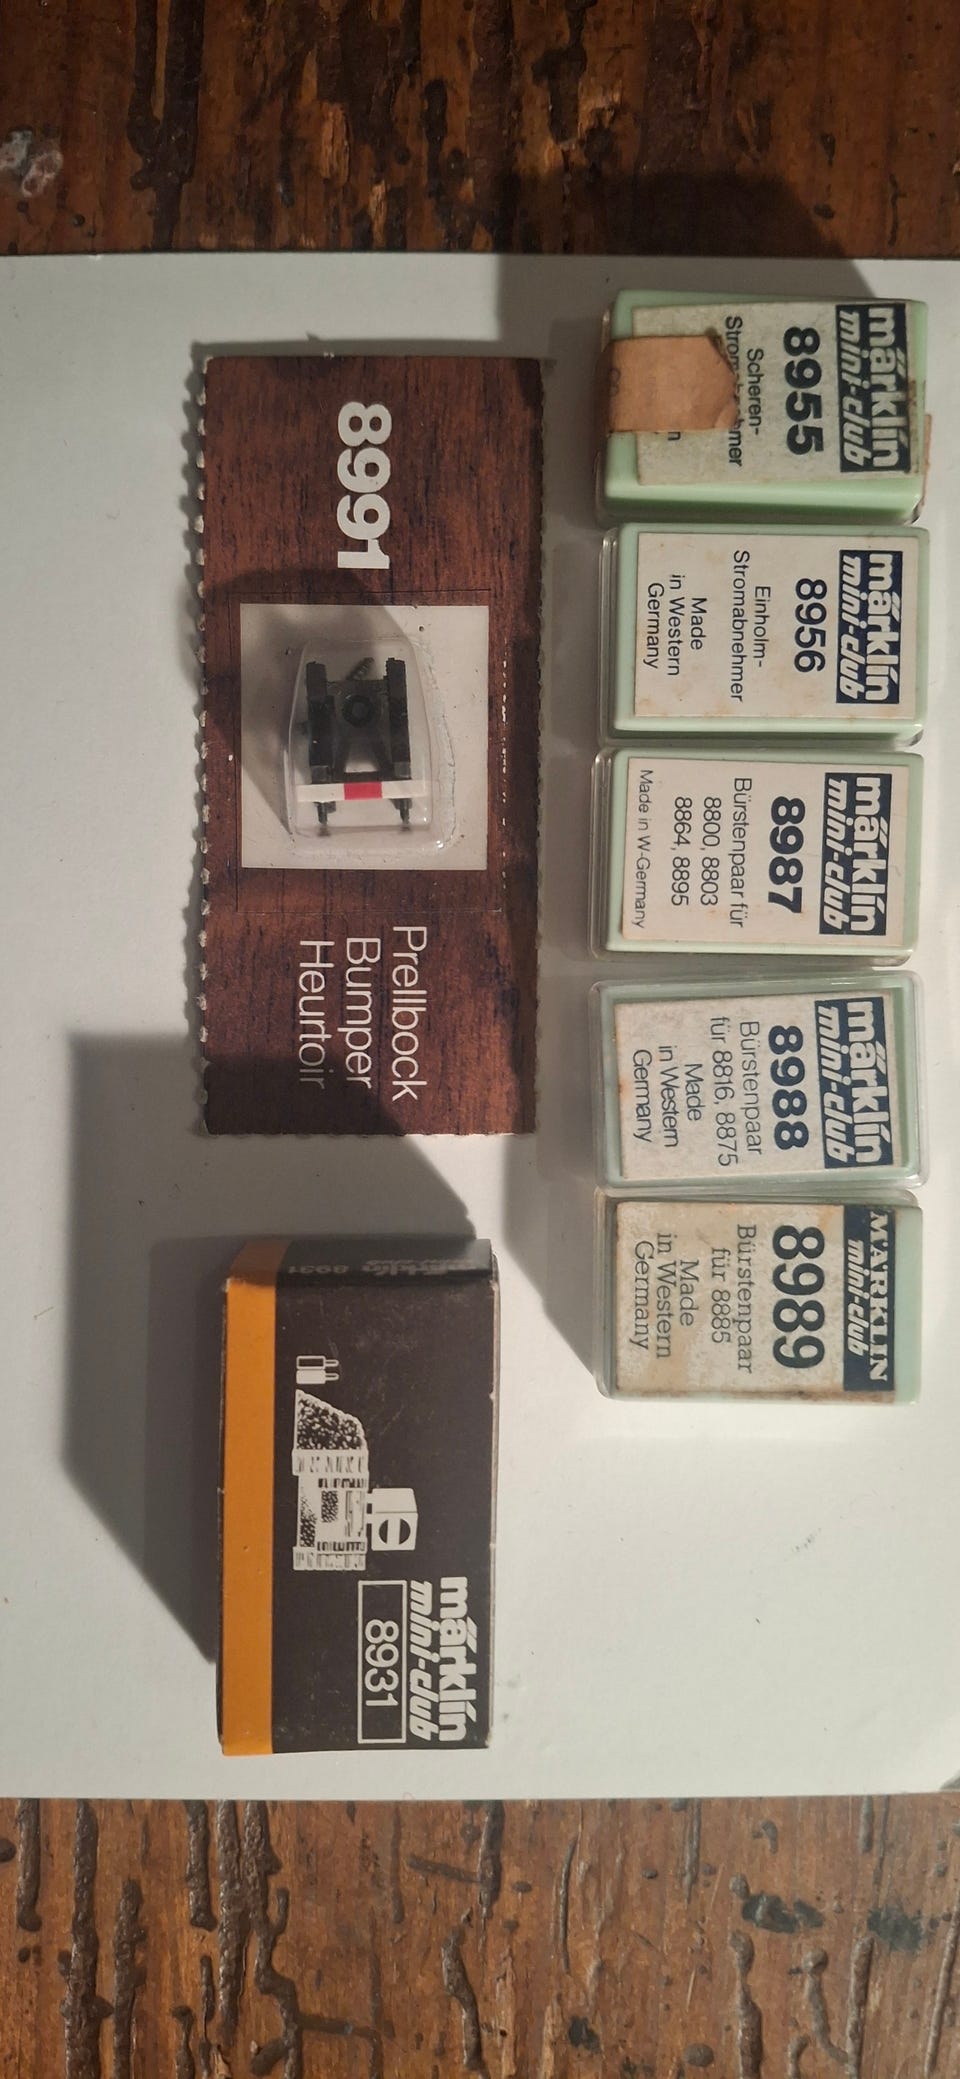 märklin
mini-club
8955
Scheren-
märklin
mini-club
8956
Einholm-
Stromabnehmer
Made
in Western
Germany
märklin
mini-club
8987
Bürstenpaar für
8800, 8803
8864, 8895
Made in W-Germany
märklin
mini-club
8988
Bürstenpaar
für 8816, 8875
Made
in Western
Germany
MÄRKLIN
mini-club
8989
Bürstenpaar
für 8885
Made
in Western
Germany
8991
Prellbock
Bumper
Heurtoir
märklin 8931
märklin
mini-club
8931